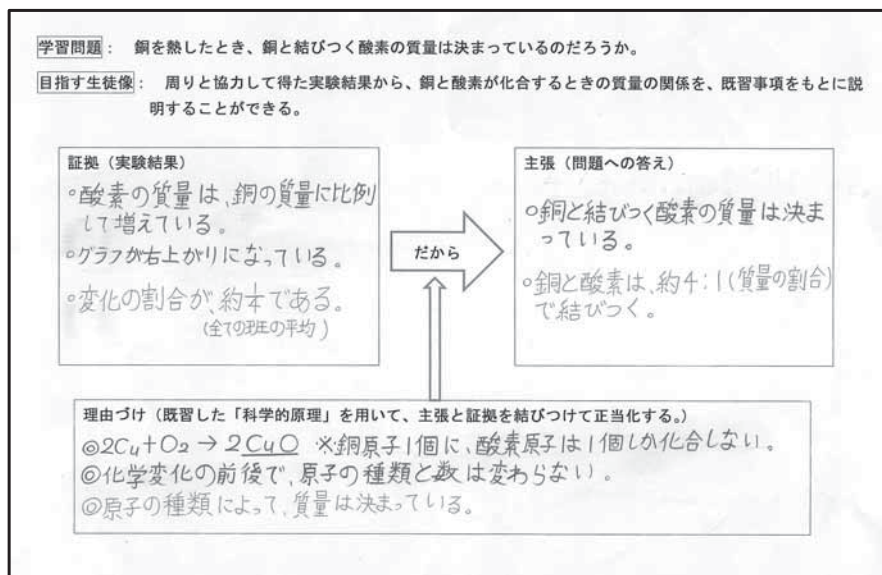 学習問題： 銅を熱したとき、銅と結びつく酸素の質量は決まっているのだろうか。
目指す生徒像： 周りと協力して得た実験結果から、銅と酸素が化合するときの質量の関係を、既習事項をもとに説
明することができる。
証拠（実験結果）
○酸素の質量は、銅の質量に比例
して増えている。
○グラフが右上がりになっている。
○変化の割合が、約1/4である。
(全ての班の平均)
だから
主張（問題への答え）
○銅と結びつく酸素の質量は決ま
っている。
○銅と酸素は、約4:1(質量の割合)
で結びつく。
理由づけ（既習した「科学的原理」を用いて、主張と証拠を結びつけて正当化する。）
◎2Cu+O₂→2CuO ※銅原子1個に、酸素原子は1個しか化合しない。
◎化学変化の前後で、原子の種類と数は変わらない。
◎原子の種類によって、質量は決まっている。